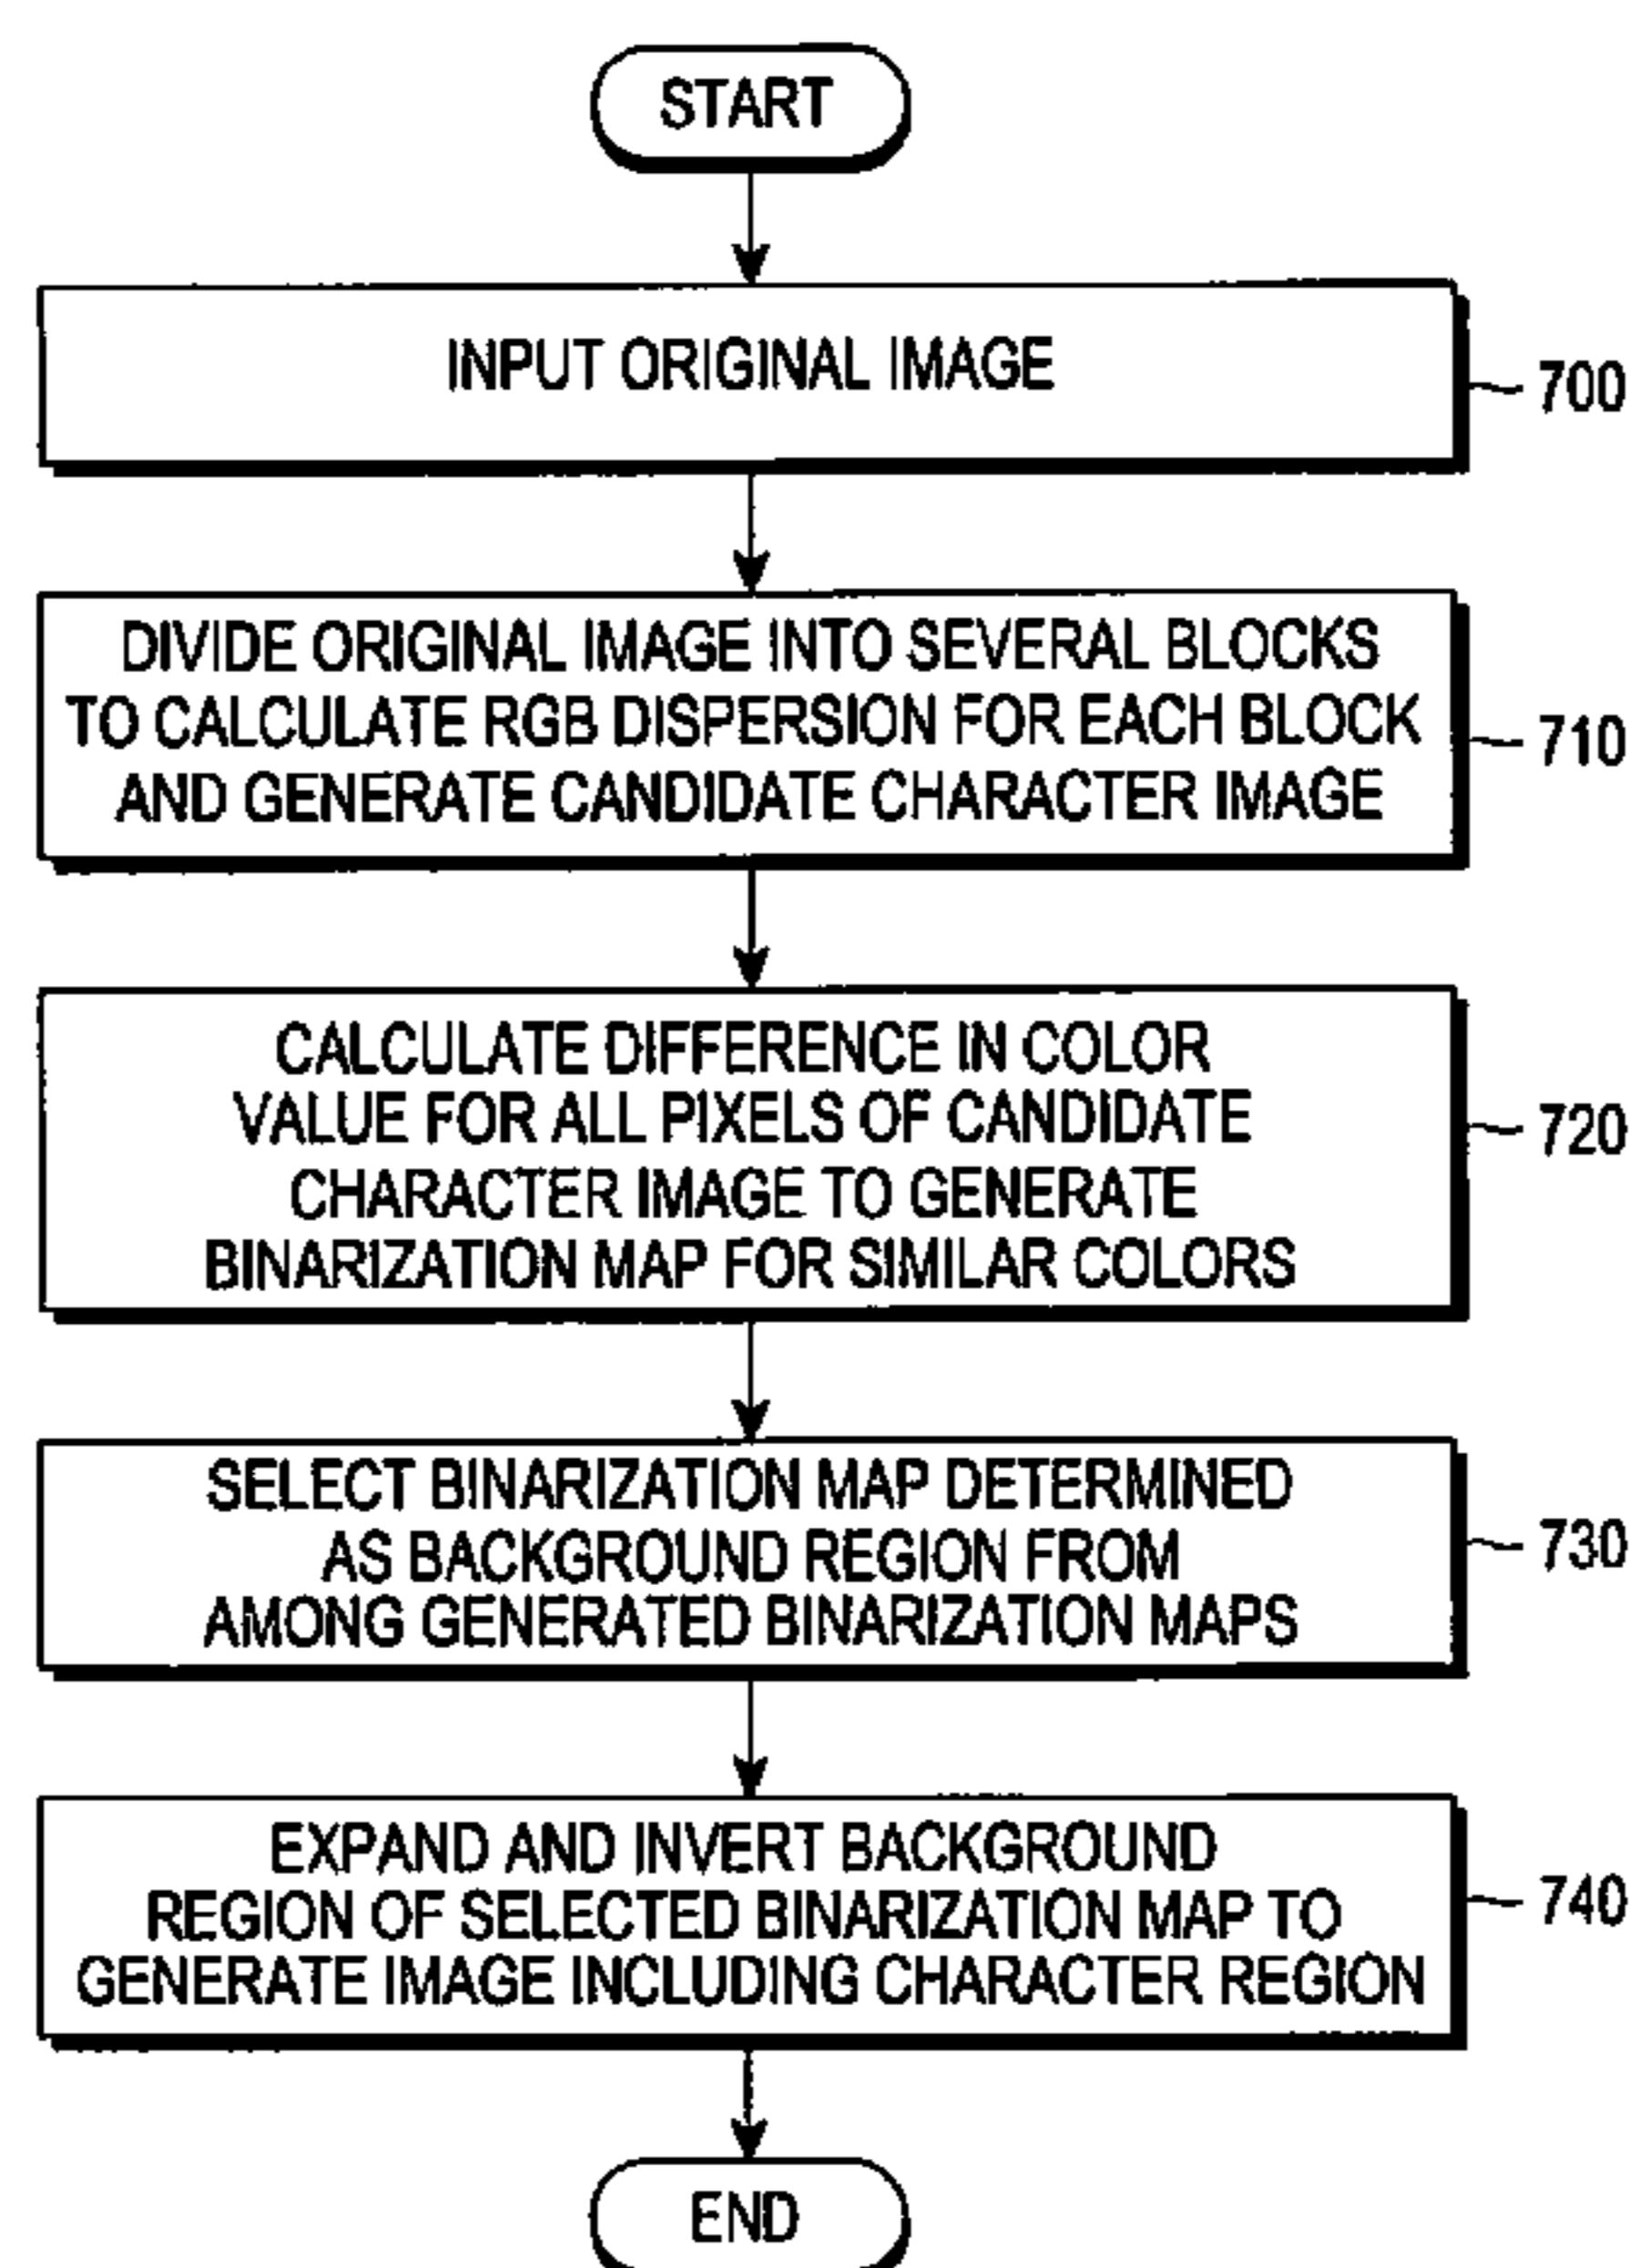 START
INPUT ORIGINAL IMAGE
700
DIVIDE ORIGINAL IMAGE INTO SEVERAL BLOCKS
TO CALCULATE RGB DISPERSION FOR EACH BLOCK
AND GENERATE CANDIDATE CHARACTER IMAGE
710
CALCULATE DIFFERENCE IN COLOR
VALUE FOR ALL PIXELS OF CANDIDATE
CHARACTER IMAGE TO GENERATE
BINARIZATION MAP FOR SIMILAR COLORS
720
SELECT BINARIZATION MAP DETERMINED
AS BACKGROUND REGION FROM
AMONG GENERATED BINARIZATION MAPS
730
EXPAND AND INVERT BACKGROUND
REGION OF SELECTED BINARIZATION MAP TO
GENERATE IMAGE INCLUDING CHARACTER REGION
740
END